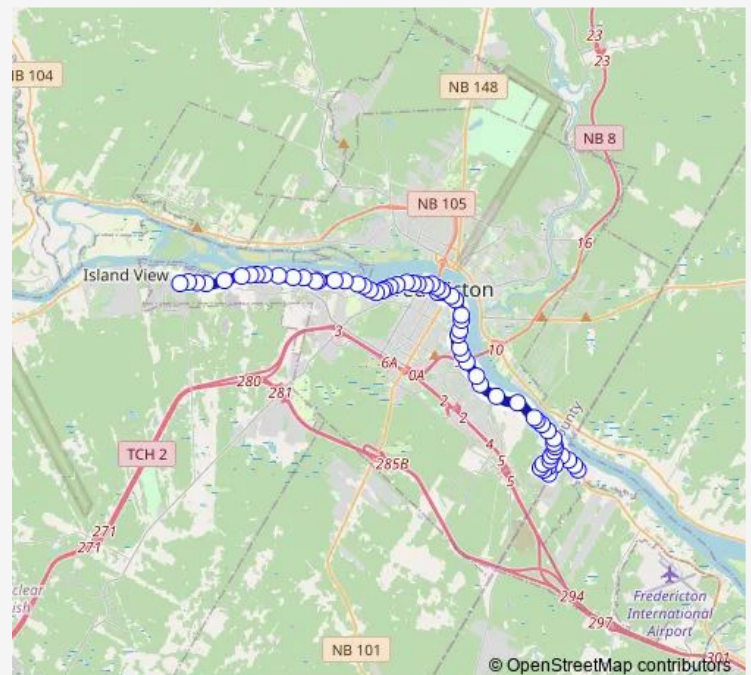 23
23
NB 104
NB 148
NB 8
NB 105
16
Island View
3
10
6A
0A
280
281
2
2
4
5
5
TCH 2
285B
271
271
294
Fredericton
International
Airport
297
NB 101
301
© OpenStreetMap contributors